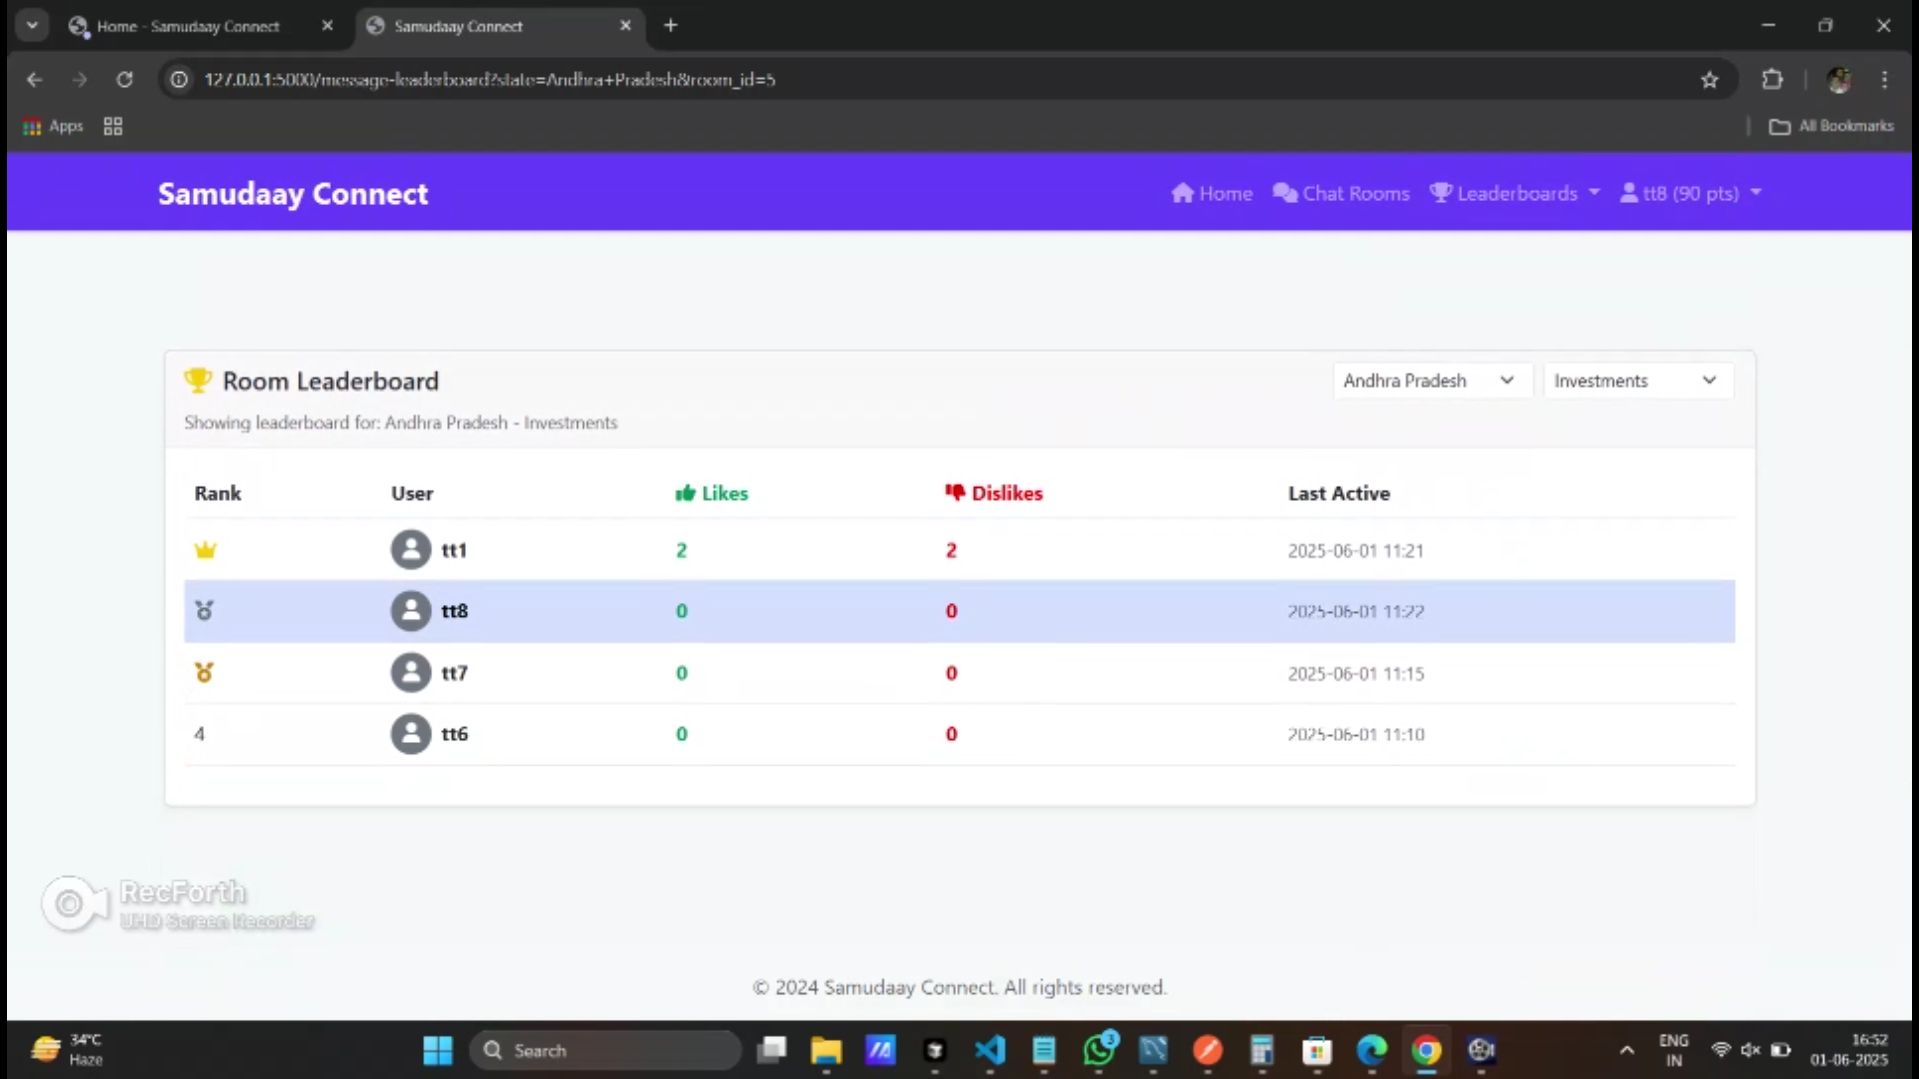 Home - Samudaay Connect
Samudaay Connect
127.0.0.1:5000/message-leaderboard?state=Andhra+Pradesh&room_id=5
Apps
All Bookmarks
Samudaay Connect
Home
Chat Rooms
Leaderboards
tt8 (90 pts)
Room Leaderboard
Andhra Pradesh
Investments
Showing leaderboard for: Andhra Pradesh - Investments
Rank User Likes Dislikes Last Active
tt1 2 2 2025-06-01 11:21
tt8 0 0 2025-06-01 11:22
tt7 0 0 2025-06-01 11:15
4 tt6 0 0 2025-06-01 11:10
RecForth
UHD Screen Recorder
© 2024 Samudaay Connect. All rights reserved.
34°C
Haze
Search
3
ENG
IN
16:52
01-06-2025